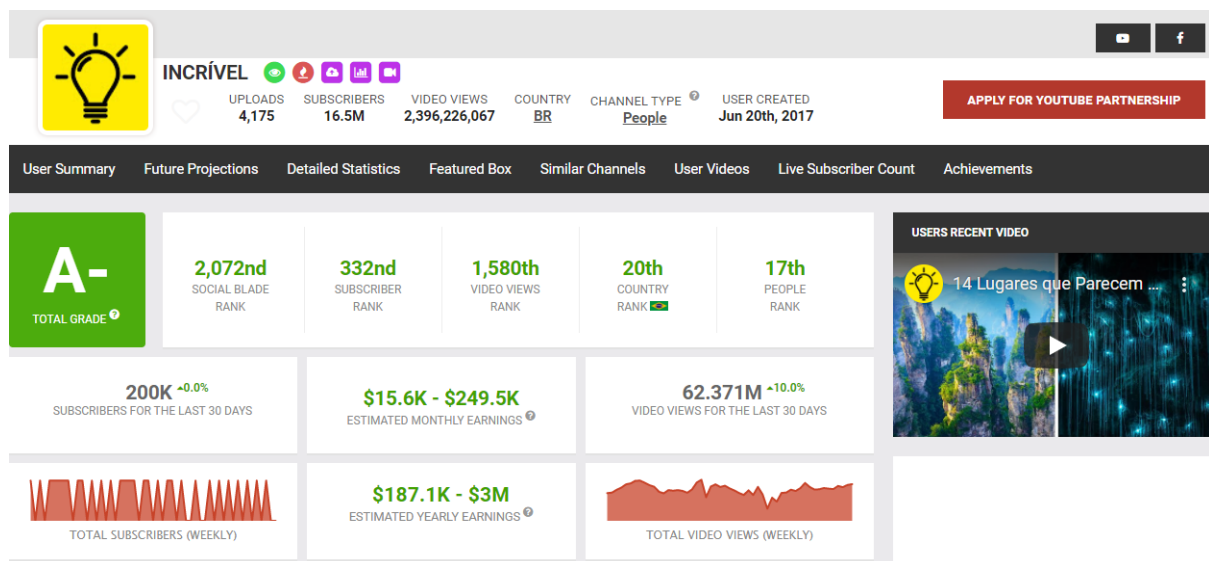 INCRÍVEL
UPLOADS
4,175
SUBSCRIBERS
16.5M
VIDEO VIEWS
2,396,226,067
COUNTRY
BR
CHANNEL TYPE ?
People
USER CREATED
Jun 20th, 2017
APPLY FOR YOUTUBE PARTNERSHIP
User Summary Future Projections Detailed Statistics Featured Box Similar Channels User Videos Live Subscriber Count Achievements
A-
TOTAL GRADE ?
2,072nd
SOCIAL BLADE
RANK
332nd
SUBSCRIBER
RANK
1,580th
VIDEO VIEWS
RANK
20th
COUNTRY
RANK
17th
PEOPLE
RANK
USERS RECENT VIDEO
14 Lugares que Parecem ...
200K 0.0%
SUBSCRIBERS FOR THE LAST 30 DAYS
$15.6K - $249.5K
ESTIMATED MONTHLY EARNINGS ?
62.371M 10.0%
VIDEO VIEWS FOR THE LAST 30 DAYS
TOTAL SUBSCRIBERS (WEEKLY)
$187.1K - $3M
ESTIMATED YEARLY EARNINGS ?
TOTAL VIDEO VIEWS (WEEKLY)